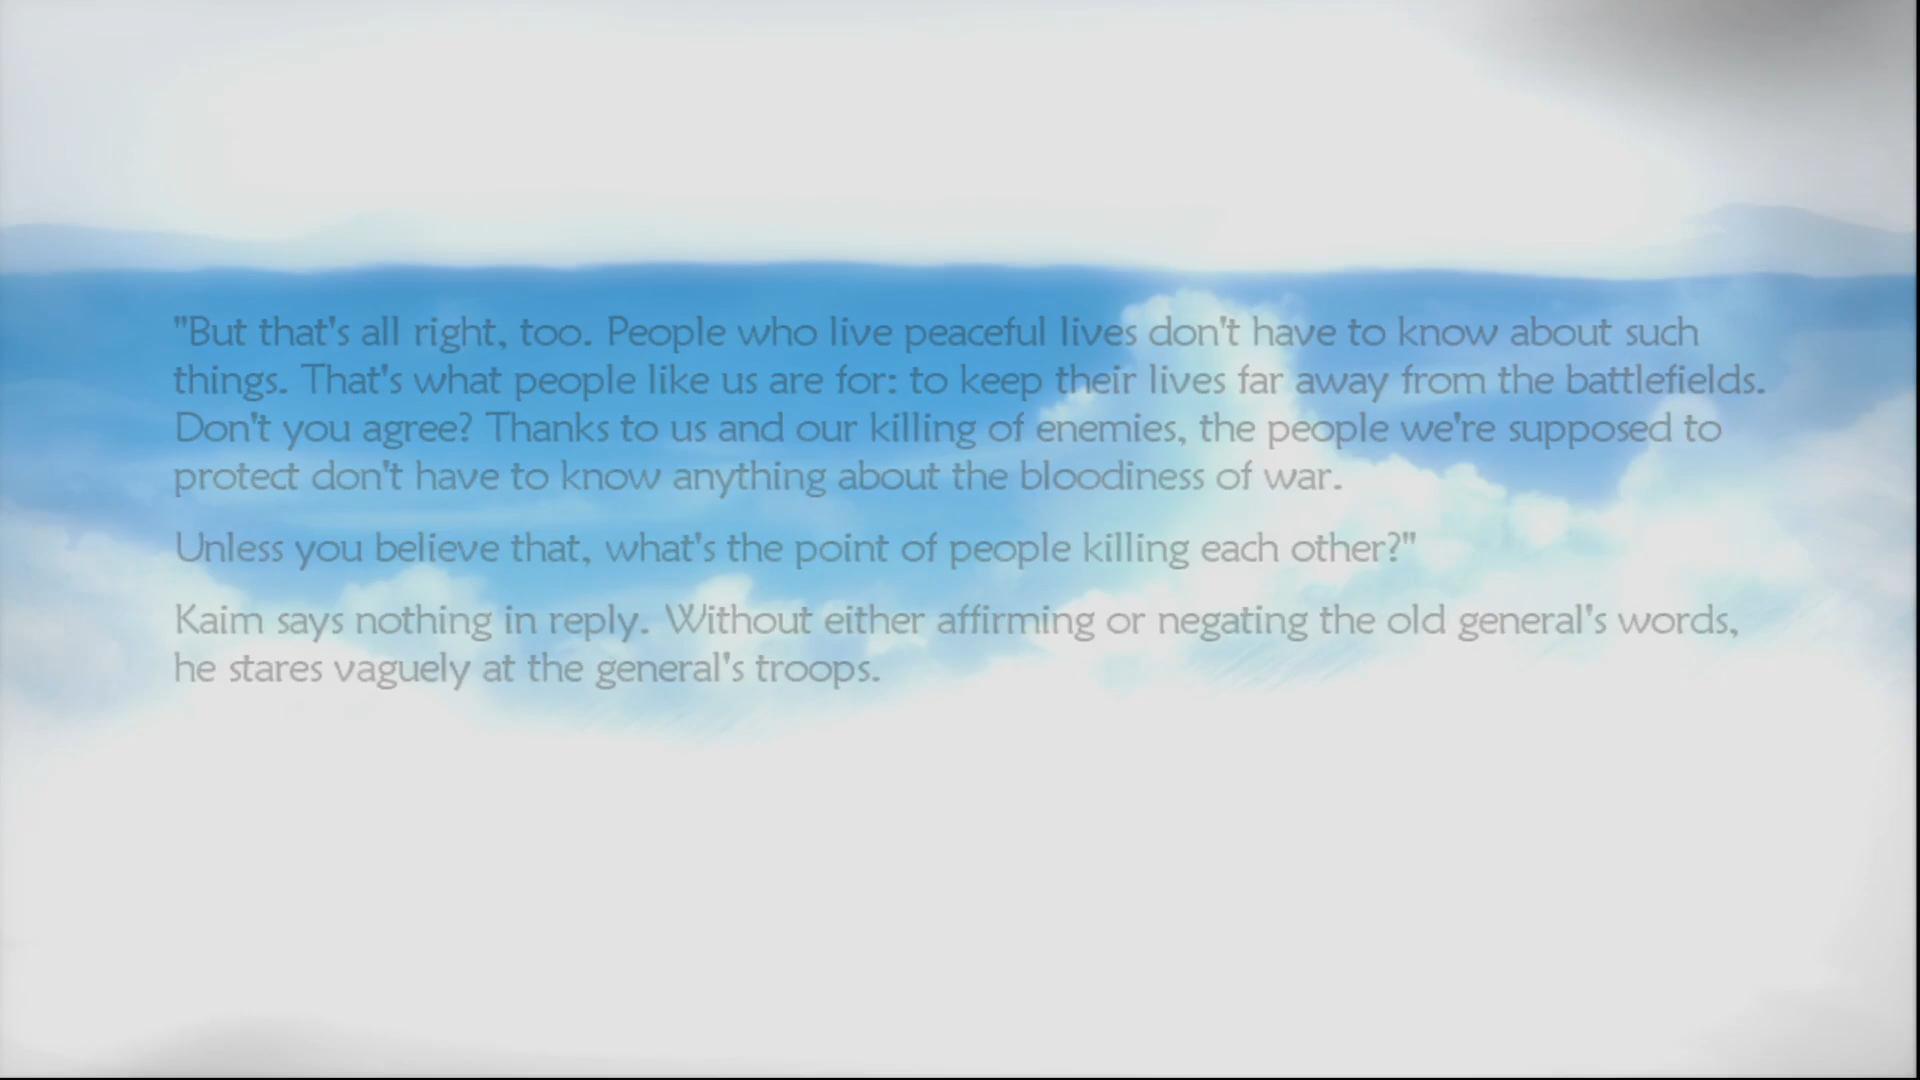 "But that's all right, too. People who live peaceful lives don't have to know about such
things. That's what people like us are for: to keep their lives far away from the battlefields.
Don't you agree? Thanks to us and our killing of enemies, the people we're supposed to
protect don't have to know anything about the bloodiness of war.
Unless you believe that, what's the point of people killing each other?"
Kaim says nothing in reply. Without either affirming or negating the old general's words,
he stares vaguely at the general's troops.